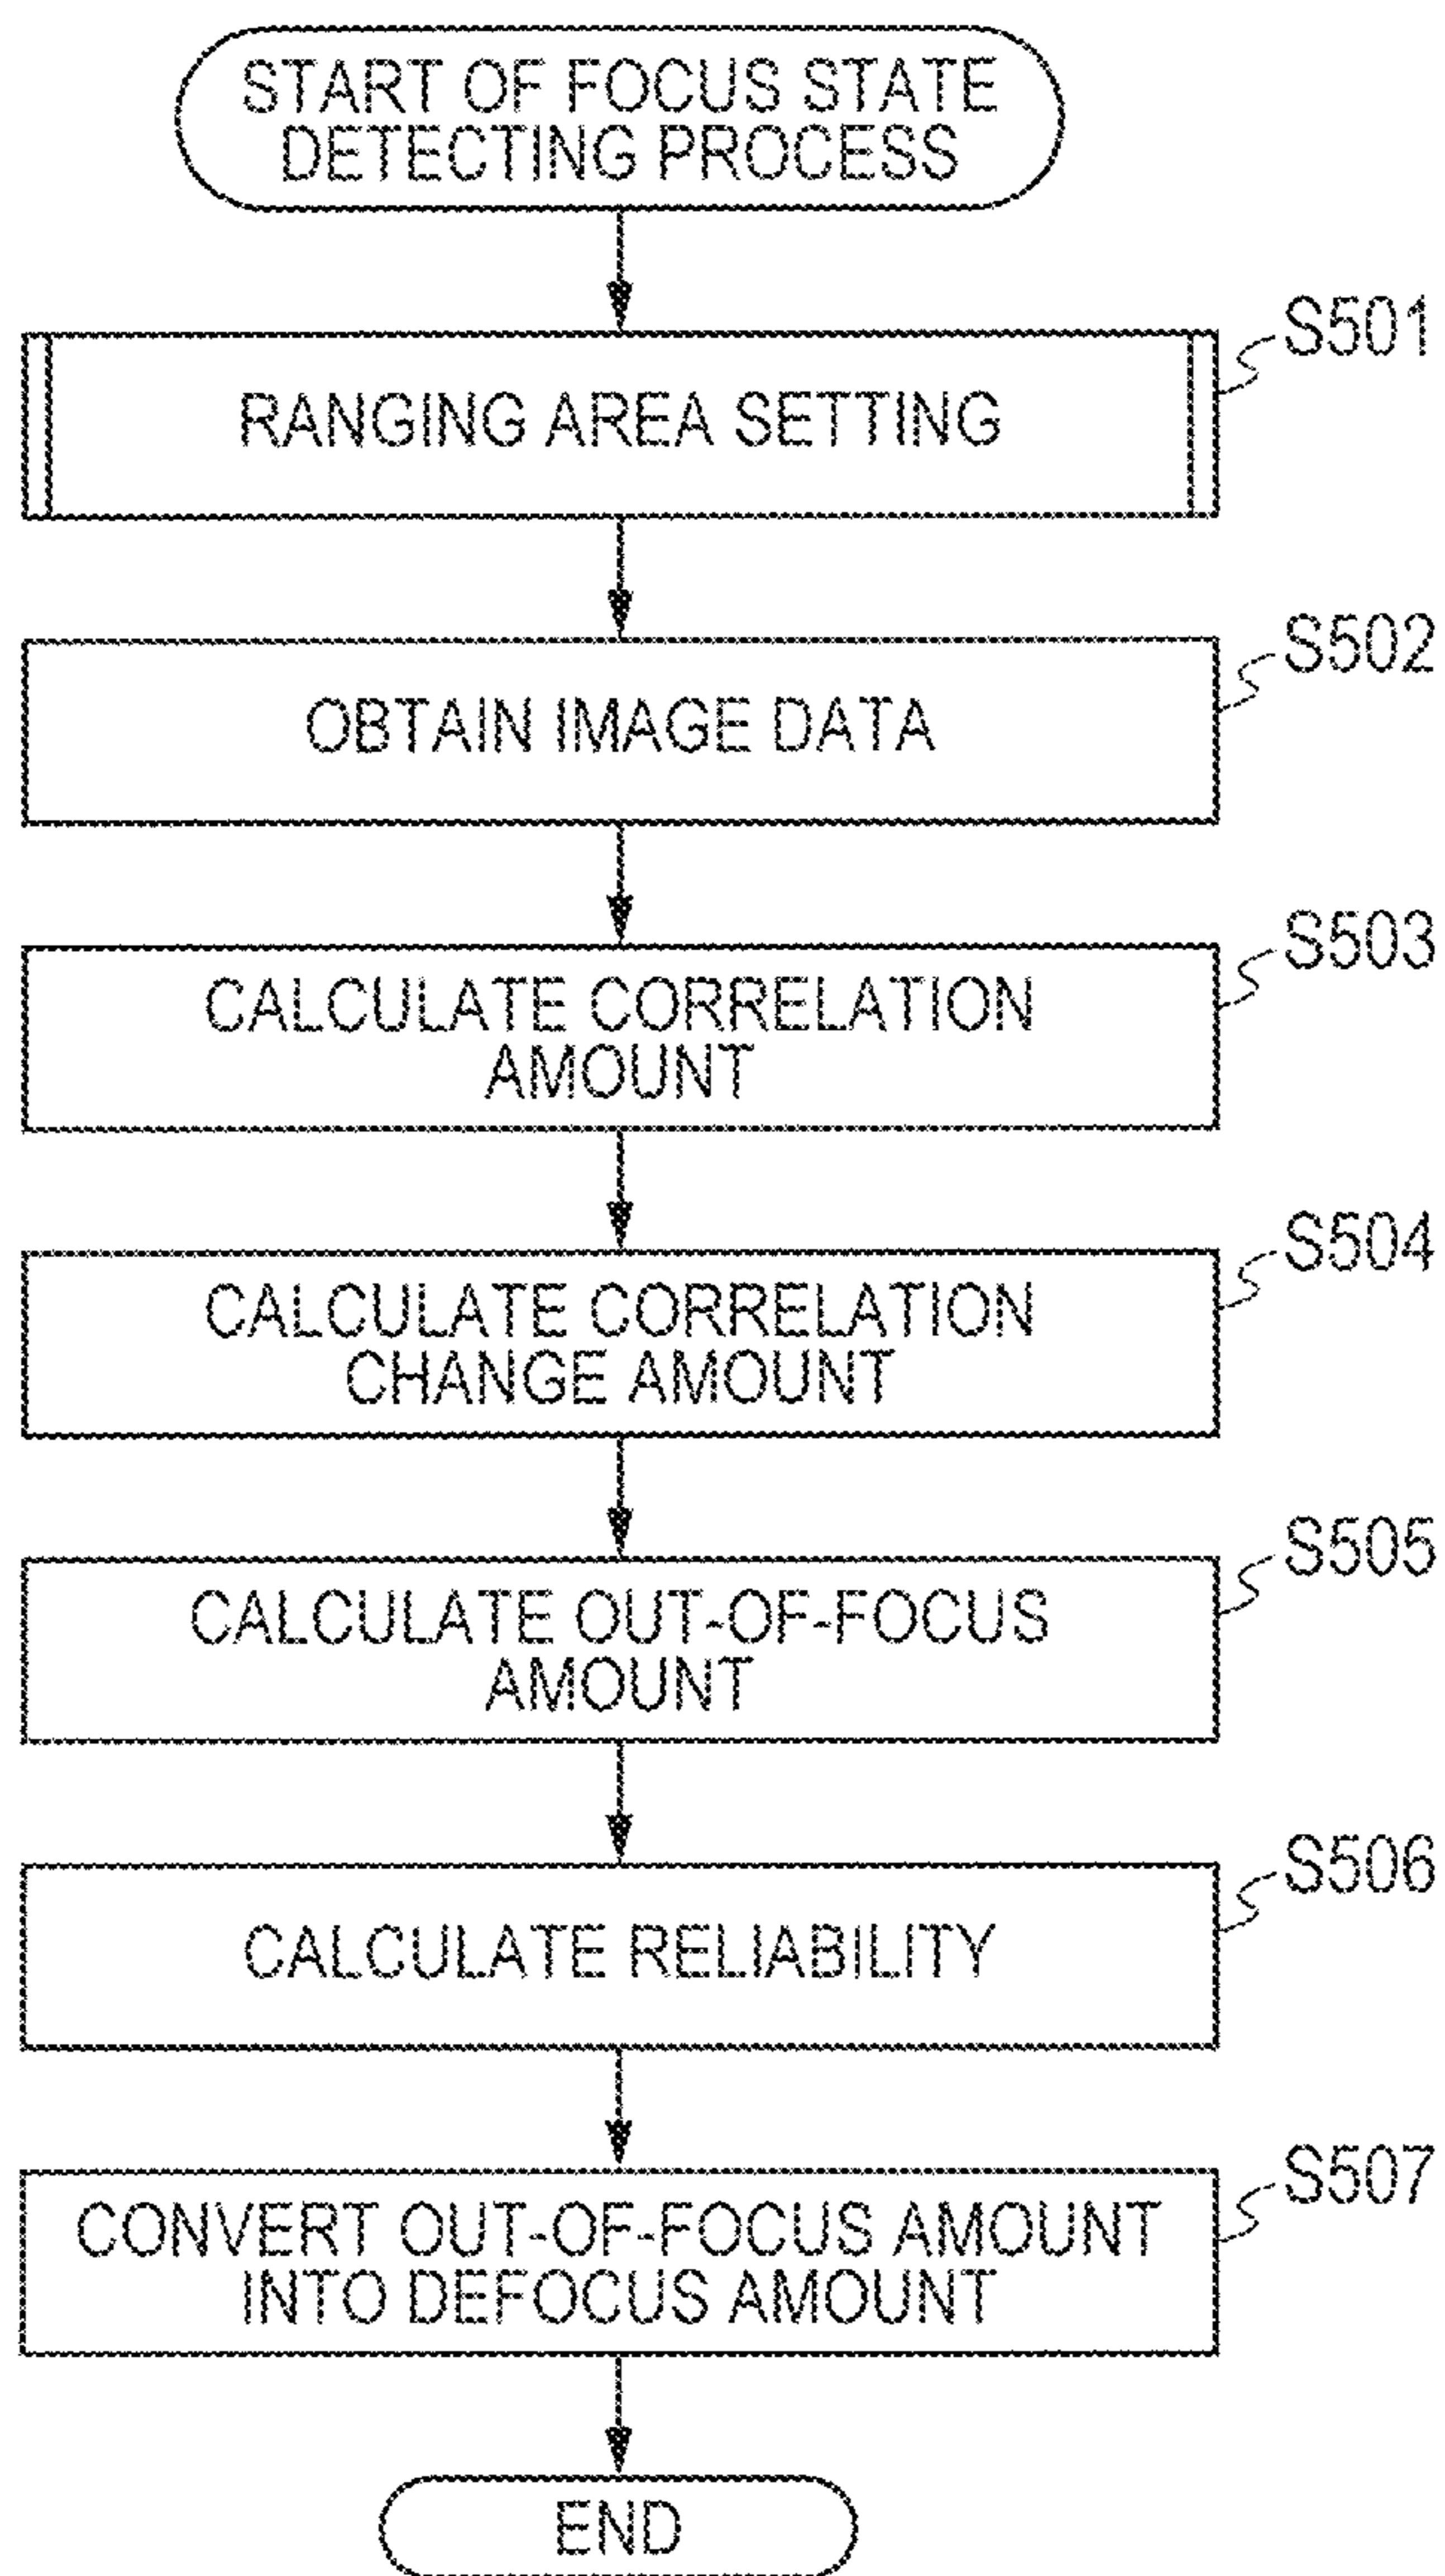 START OF FOCUS STATE
DETECTING PROCESS
S501
RANGING AREA SETTING
S502
OBTAIN IMAGE DATA
S503
CALCULATE CORRELATION
AMOUNT
S504
CALCULATE CORRELATION
CHANGE AMOUNT
S505
CALCULATE OUT-OF-FOCUS
AMOUNT
S506
CALCULATE RELIABILITY
S507
CONVERT OUT-OF-FOCUS AMOUNT
INTO DEFOCUS AMOUNT
END